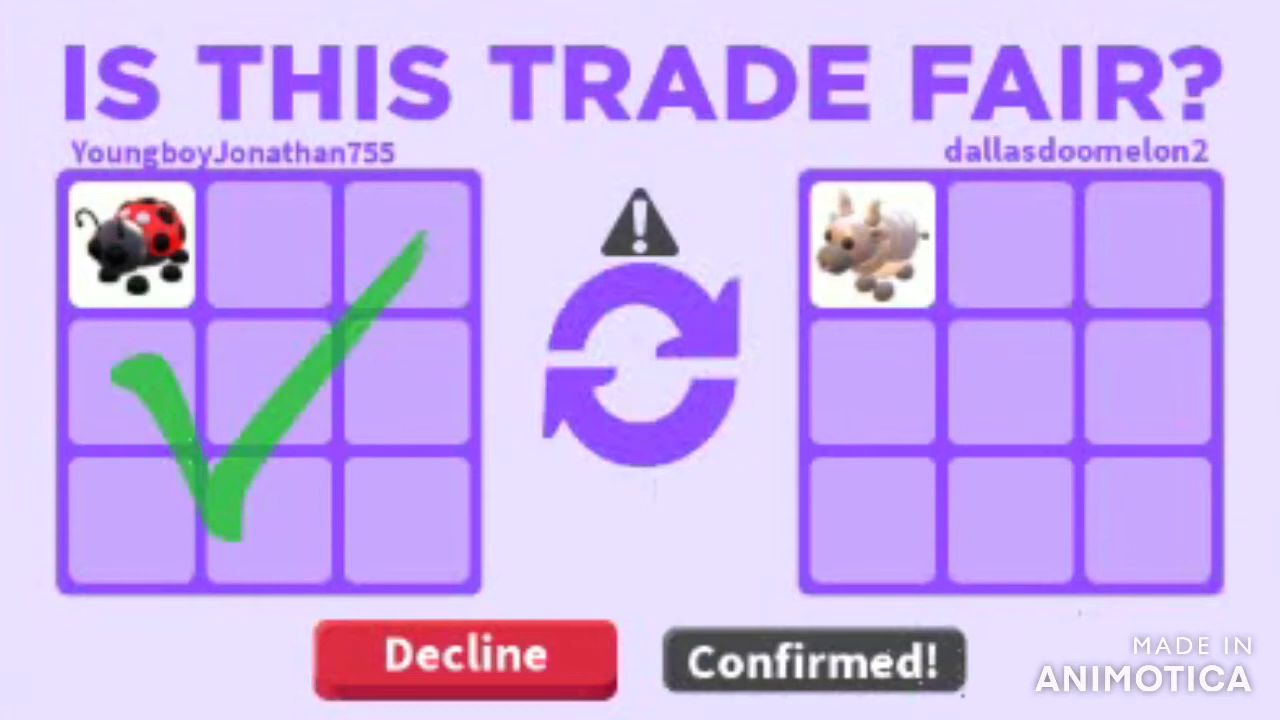 IS THIS TRADE FAIR?
YoungboyJonathan755
dallasdoomelon2
Decline
Confirmed!
MADE IN
ANIMOTICA